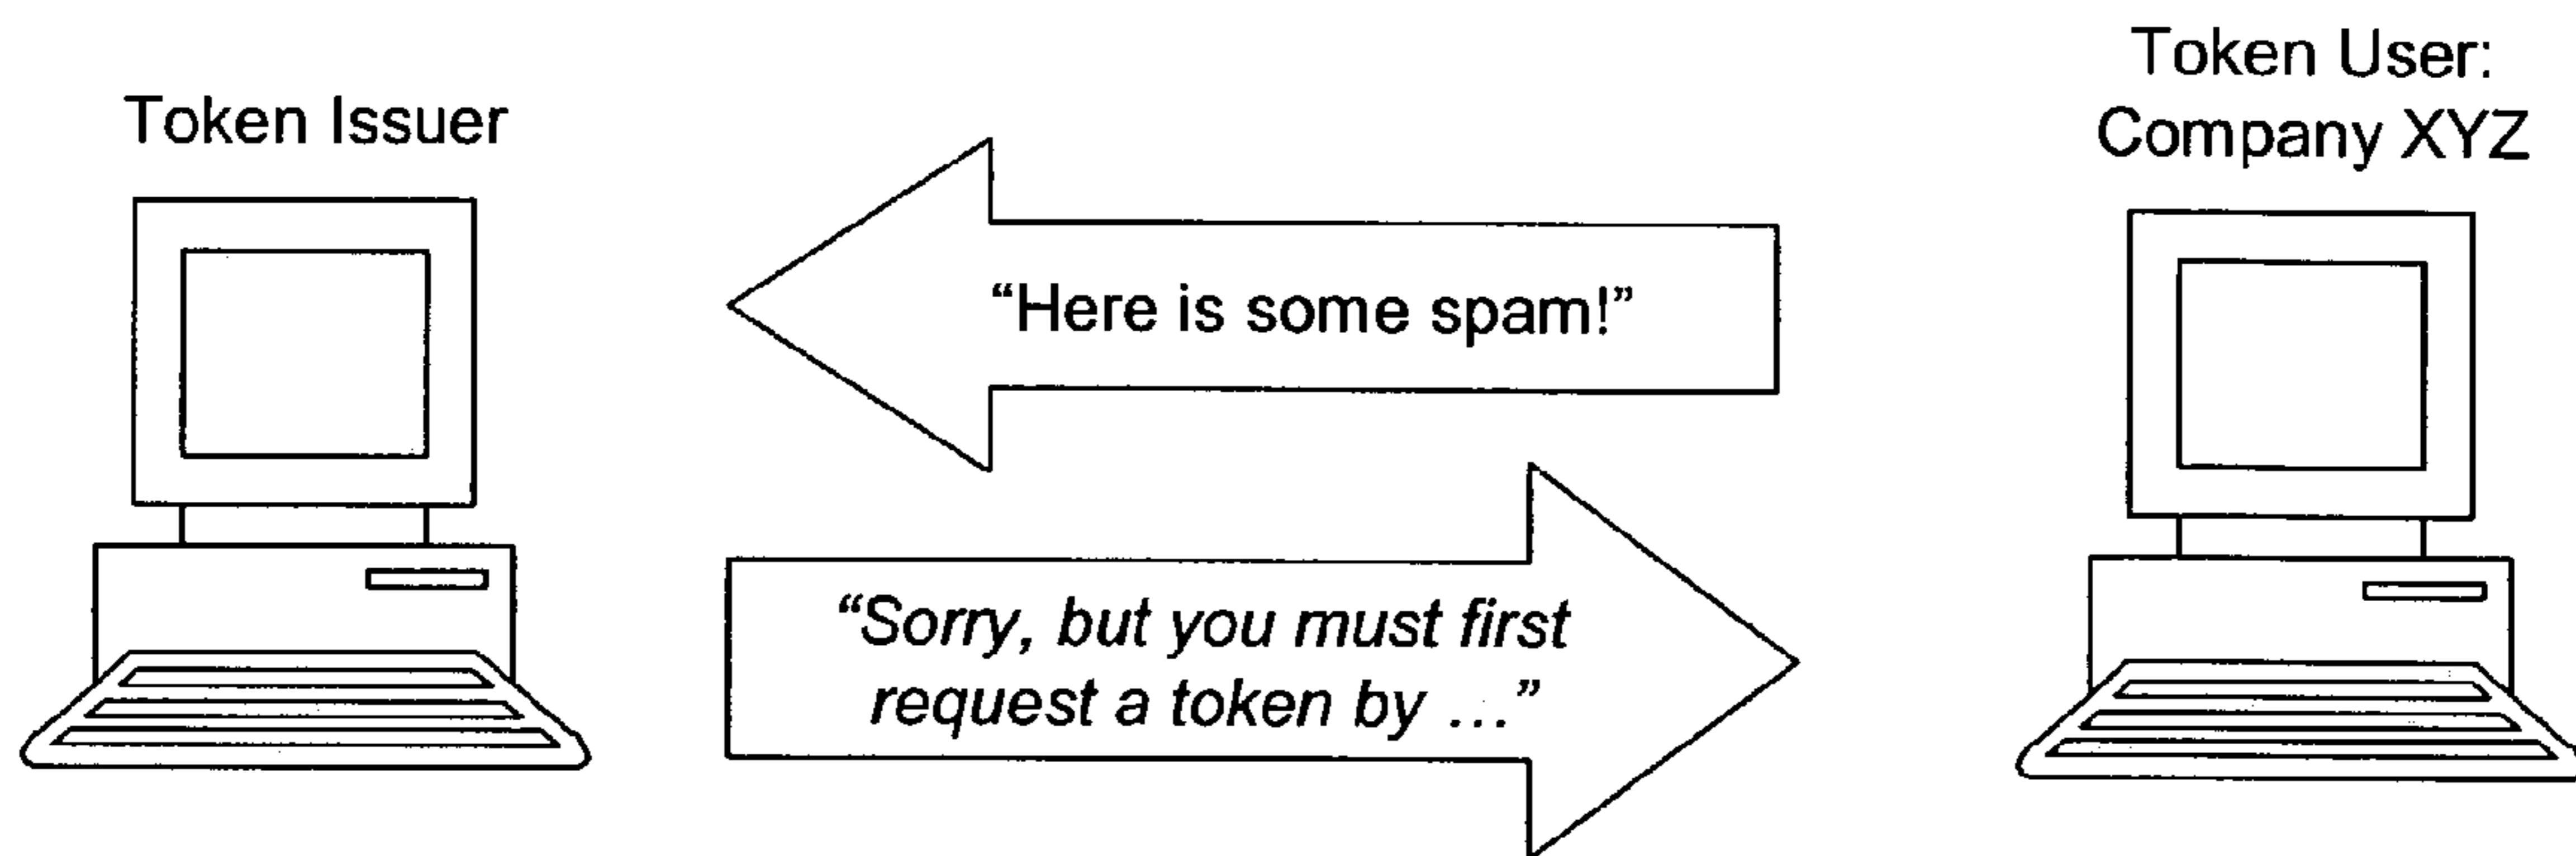 Token Issuer
Token User:
Company XYZ
“Here is some spam!”
“Sorry, but you must first
request a token by ...”